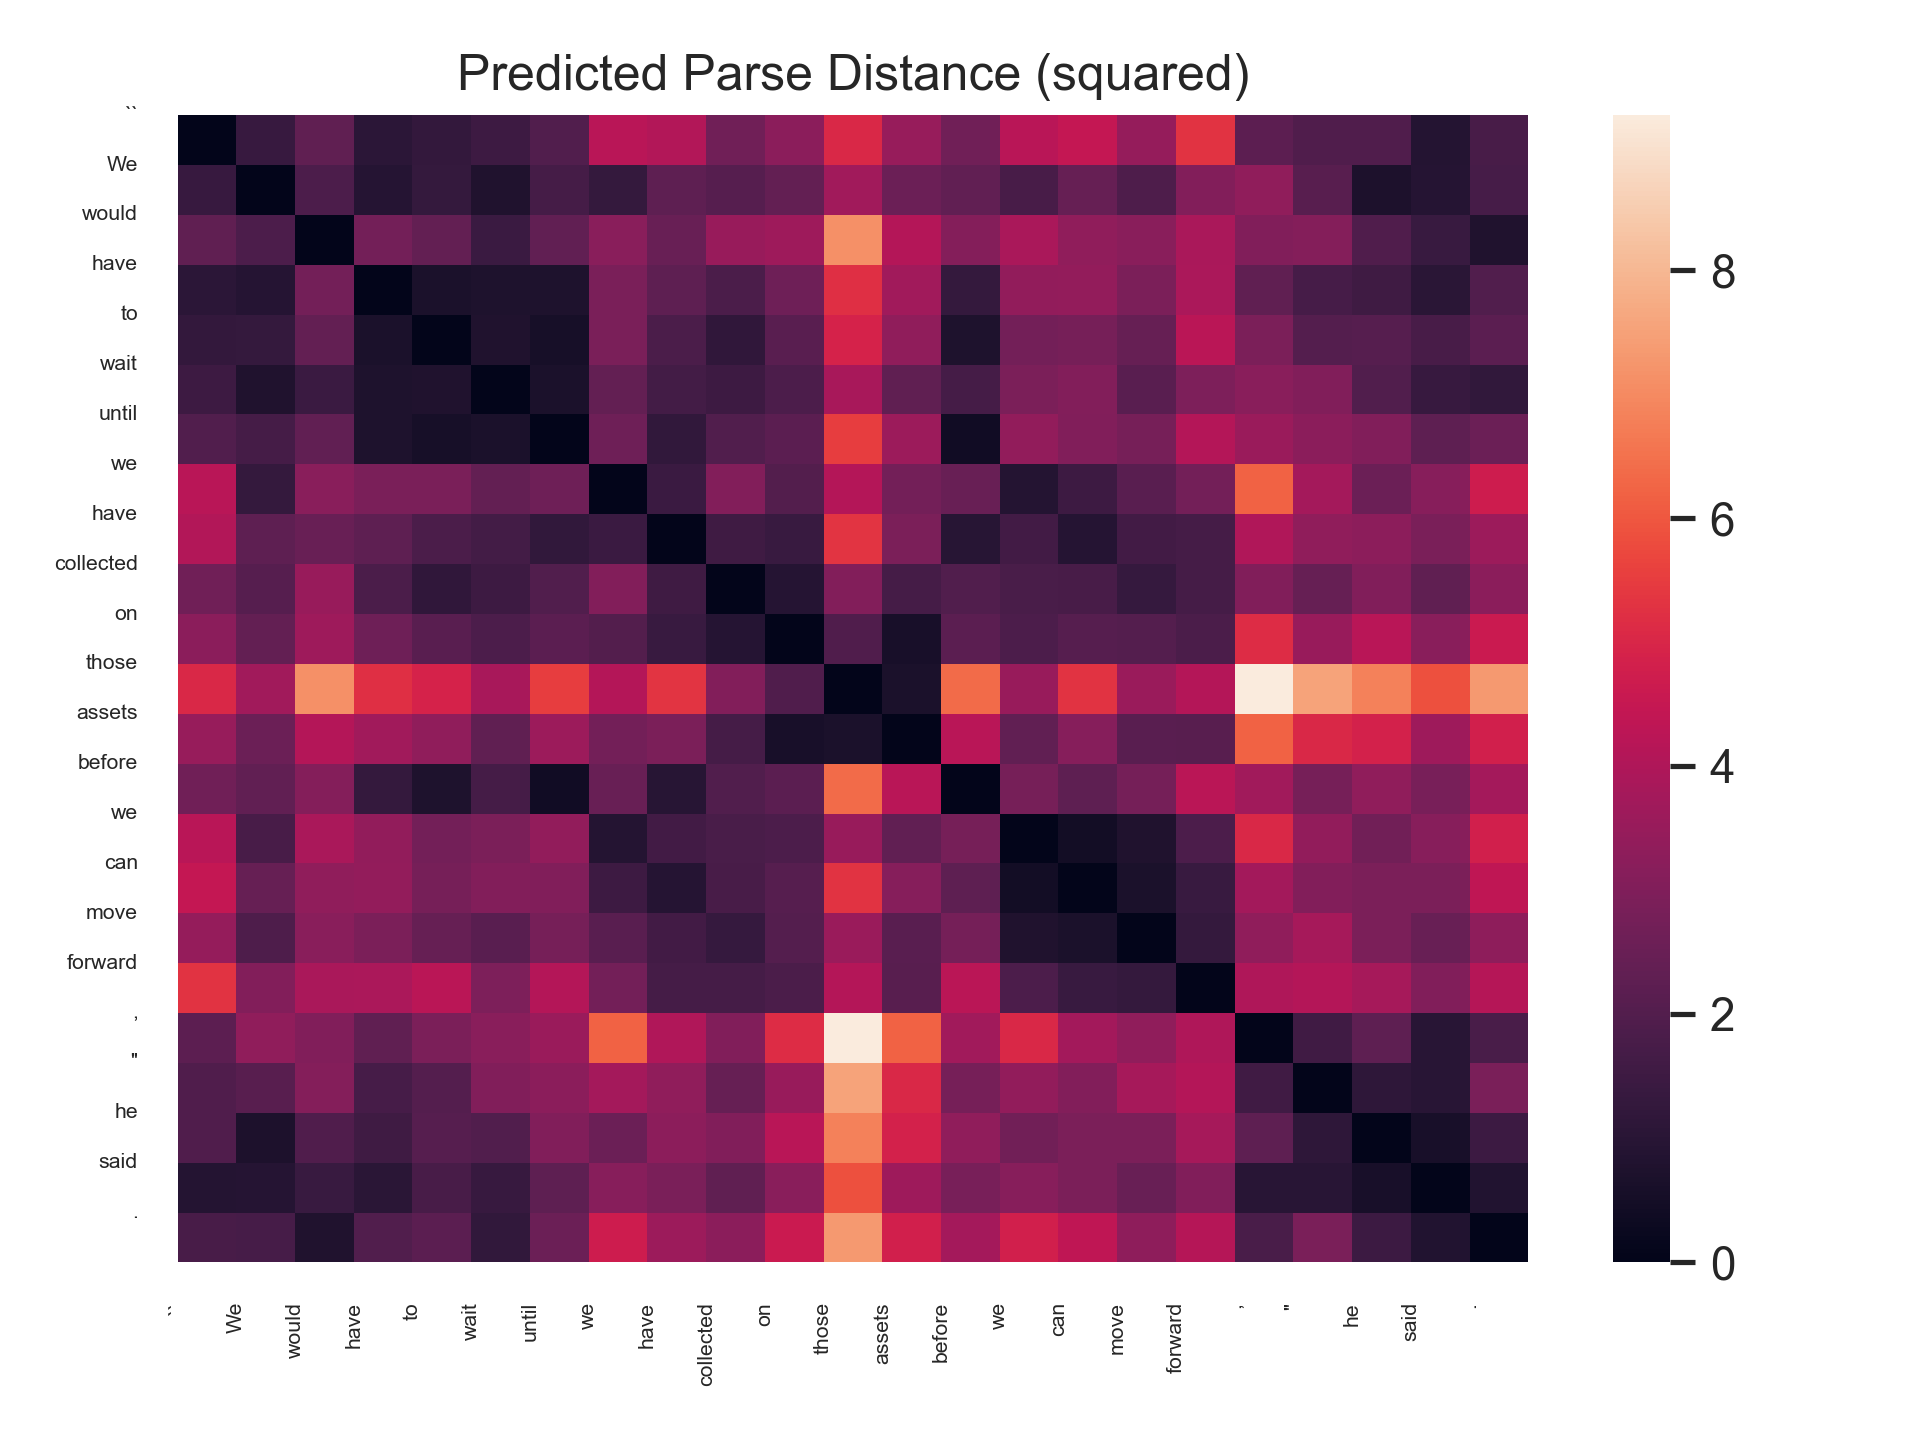 Predicted Parse Distance (squared)
``
We
would
have
to
wait
until
we
have
collected
on
those
assets
before
we
can
move
forward
,
"
he
said
.
8
6
4
2
0
``
We
would
have
to
wait
until
we
have
collected
on
those
assets
before
we
can
move
forward
,
"
he
said
.